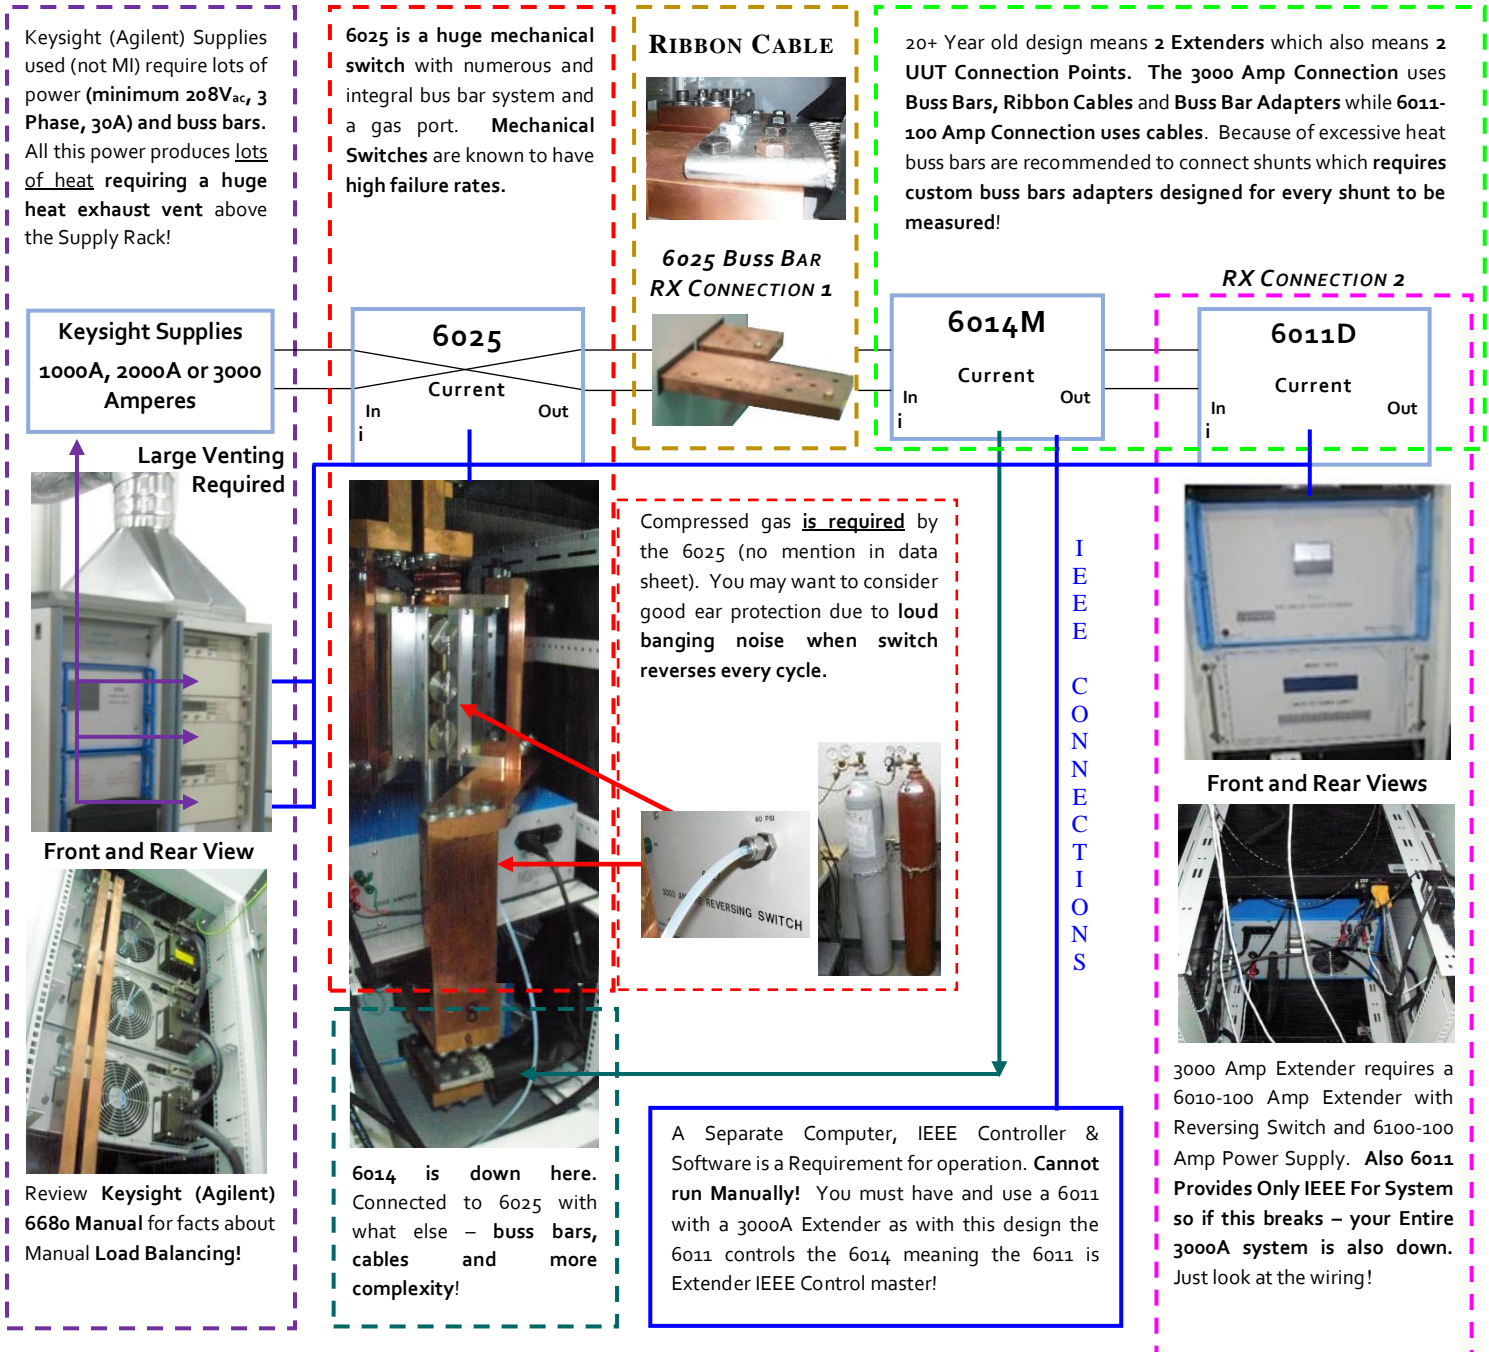 Keysight (Agilent) Supplies
used (not MI) require lots of
power (minimum 208Vac, 3
Phase, 30A) and buss bars.
All this power produces lots
of heat requiring a huge
heat exhaust vent above
the Supply Rack!
6025 is a huge mechanical
switch with numerous and
integral bus bar system and
a gas port. Mechanical
Switches are known to have
high failure rates.
RIBBON CABLE
6025 BUSS BAR
RX CONNECTION 1
20+ Year old design means 2 Extenders which also means 2
UUT Connection Points. The 3000 Amp Connection uses
Buss Bars, Ribbon Cables and Buss Bar Adapters while 6011-
100 Amp Connection uses cables. Because of excessive heat
buss bars are recommended to connect shunts which requires
custom buss bars adapters designed for every shunt to be
measured!
RX CONNECTION 2
Keysight Supplies
1000A, 2000A or 3000
Amperes
6025
Current
In
Out
i
6014M
Current
In
Out
i
6011D
Current
In
Out
i
Large Venting
Required
Front and Rear View
Review Keysight (Agilent)
6680 Manual for facts about
Manual Load Balancing!
Compressed gas is required by
the 6025 (no mention in data
sheet). You may want to consider
good ear protection due to loud
banging noise when switch
reverses every cycle.
60 PSI
3000 AMPERE REVERSING SWITCH
6014 is down here.
Connected to 6025 with
what else – buss bars,
cables and more
complexity!
IEEE CONNECTIONS
A Separate Computer, IEEE Controller &
Software is a Requirement for operation. Cannot
run Manually! You must have and use a 6011
with a 3000A Extender as with this design the
6011 controls the 6014 meaning the 6011 is
Extender IEEE Control master!
Front and Rear Views
3000 Amp Extender requires a
6010-100 Amp Extender with
Reversing Switch and 6100-100
Amp Power Supply. Also 6011
Provides Only IEEE For System
so if this breaks – your Entire
3000A system is also down.
Just look at the wiring!